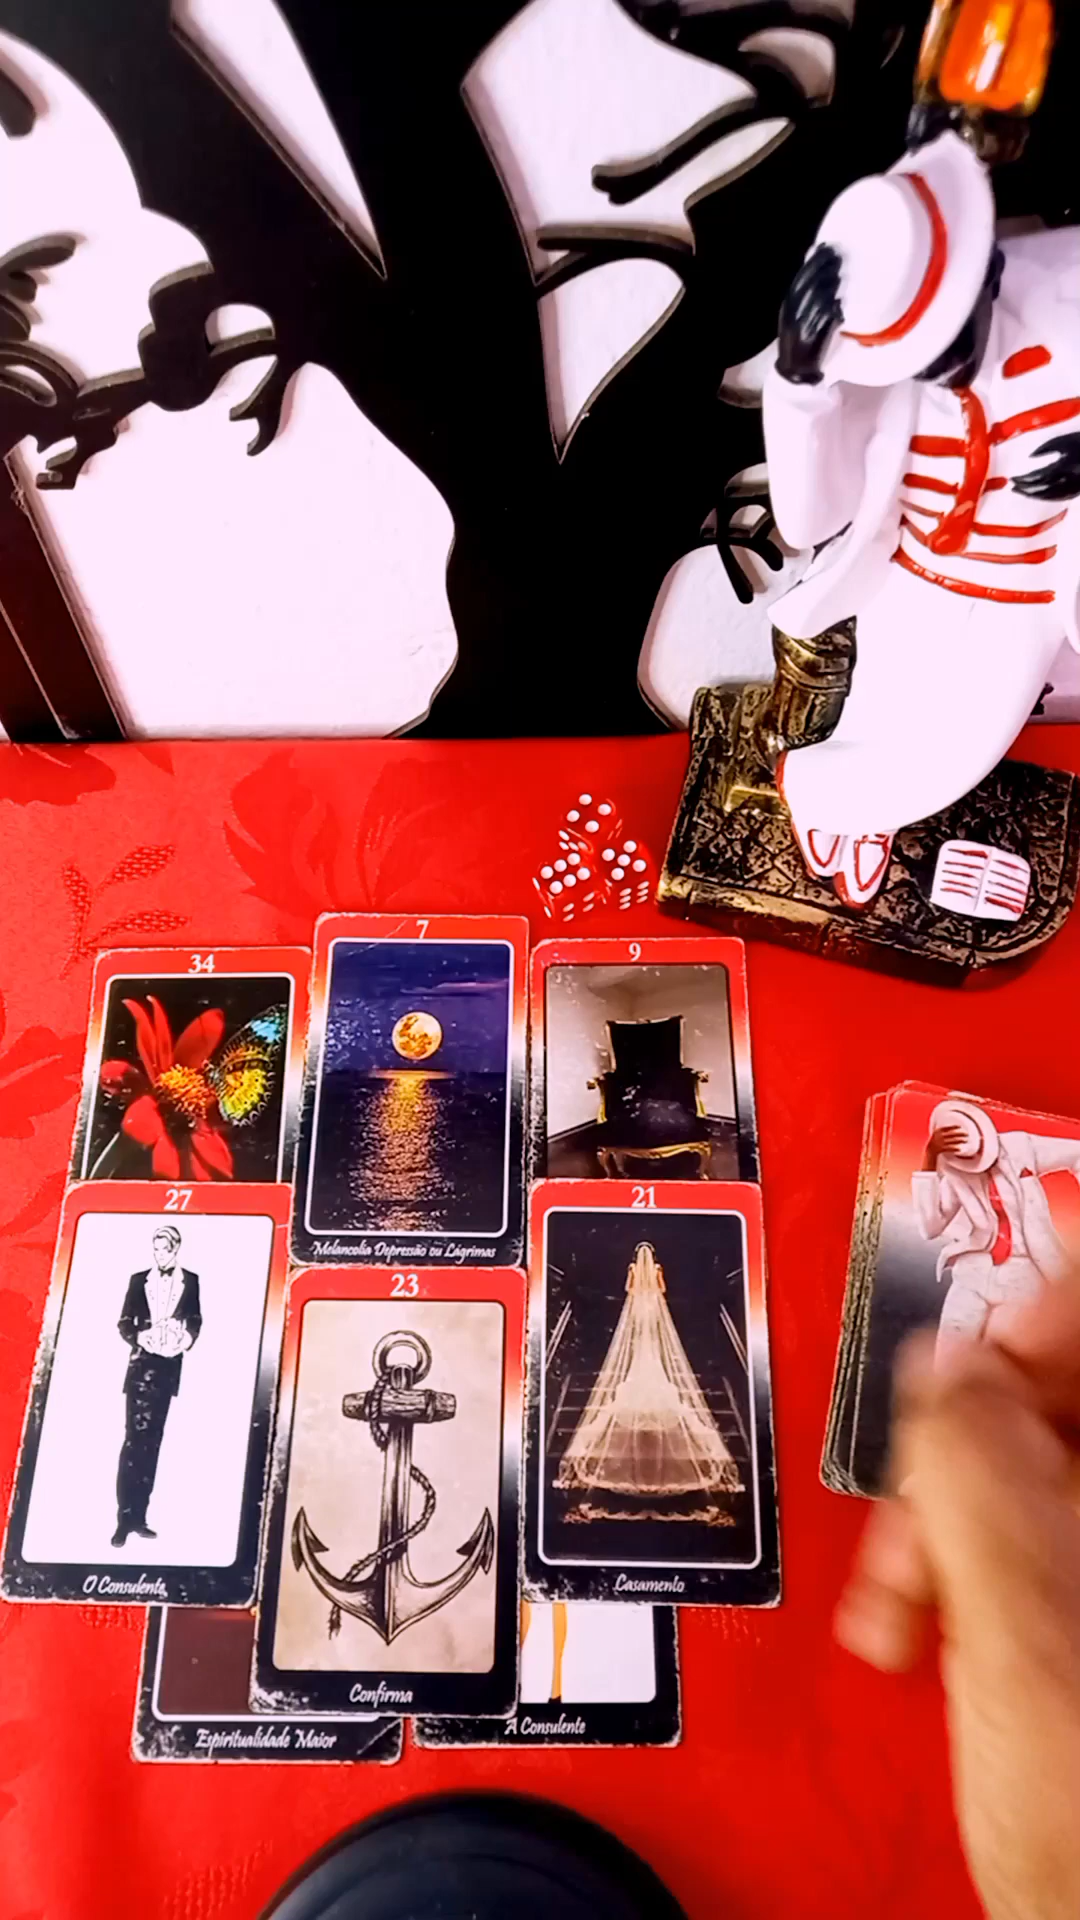 34
7
9
Melancolia Depressão ou Lágrimas
27
23
21
O Consulente
Confirma
Casamento
Espiritualidade Maior
A Consulente